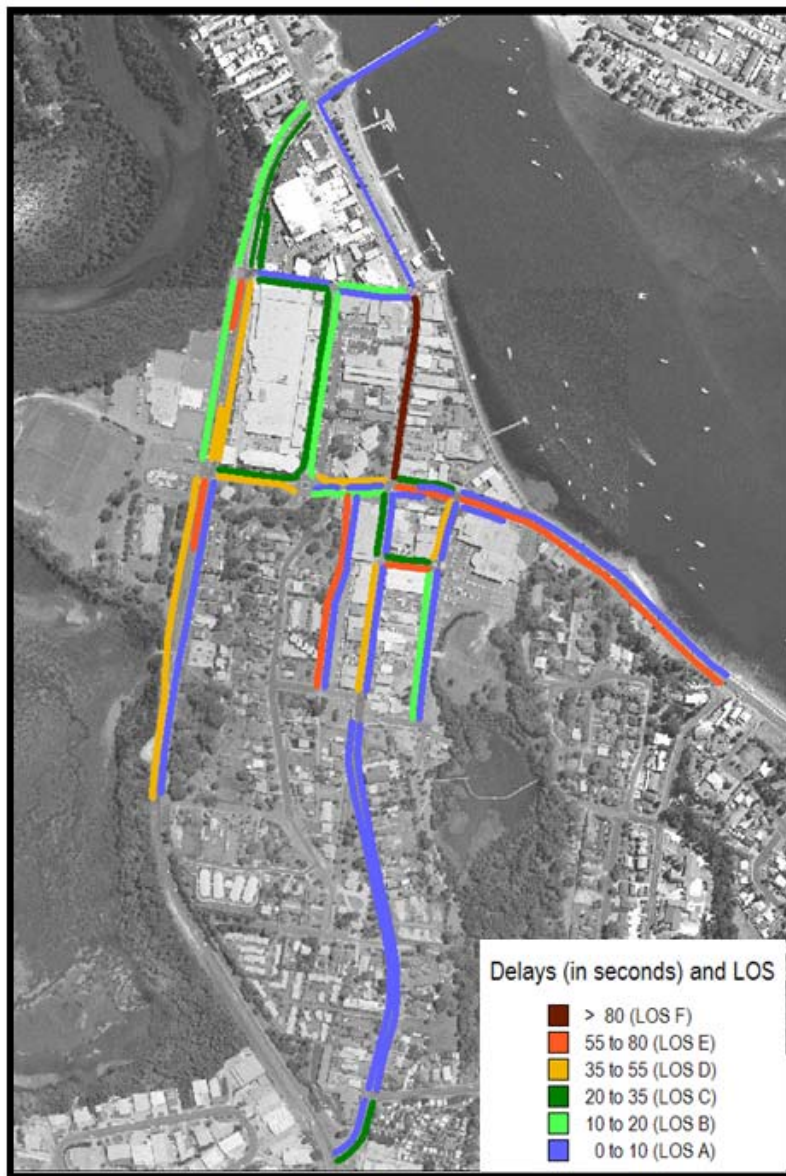 Delays (in seconds) and LOS
> 80 (LOS F)
55 to 80 (LOS E)
35 to 55 (LOS D)
20 to 35 (LOS C)
10 to 20 (LOS B)
0 to 10 (LOS A)